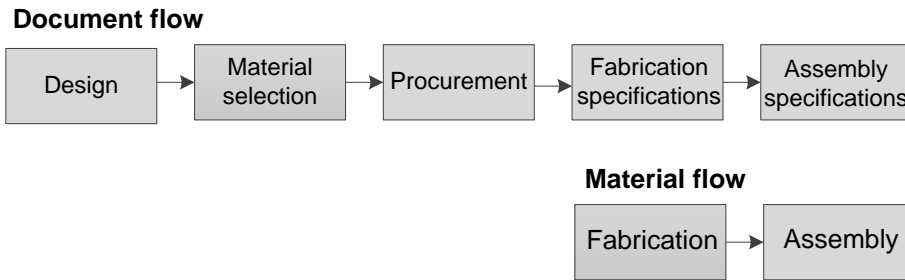 Document flow
Design
Material
selection
Procurement
Fabrication
specifications
Assembly
specifications
Material flow
Fabrication
Assembly